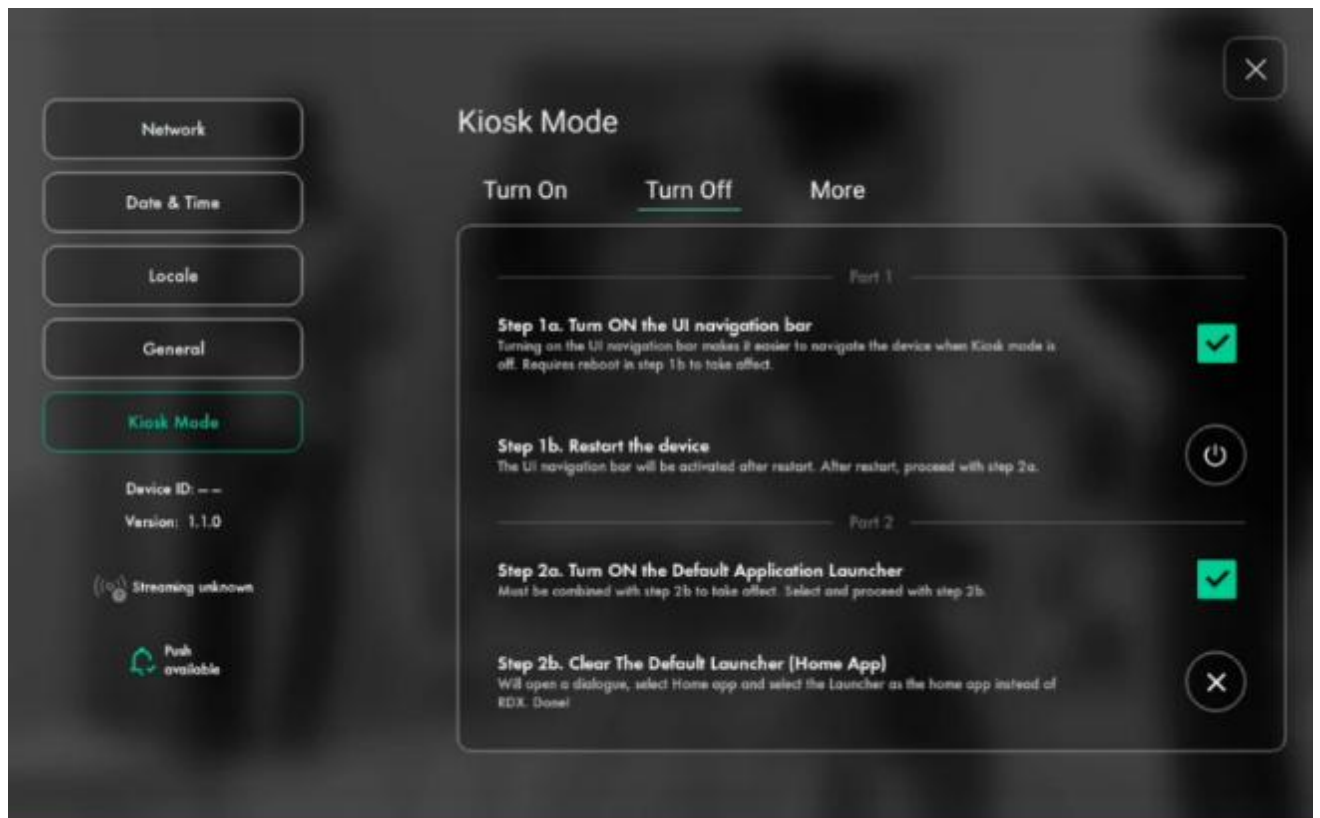 Network
Date & Time
Locale
General
Kiosk Mode
Device ID: – –
Version: 1.1.0
Streaming unknown
Push
available
Kiosk Mode
Turn On Turn Off More
Part 1
Step 1a. Turn ON the UI navigation bar
Turning on the UI navigation bar makes it easier to navigate the device when Kiosk mode is
off. Requires reboot in step 1b to take affect.
Step 1b. Restart the device
The UI navigation bar will be activated after restart. After restart, proceed with step 2a.
Part 2
Step 2a. Turn ON the Default Application Launcher
Must be combined with step 2b to take affect. Select and proceed with step 2b.
Step 2b. Clear The Default Launcher (Home App)
Will open a dialogue, select Home app and select the Launcher as the home app instead of
RDX. Done!